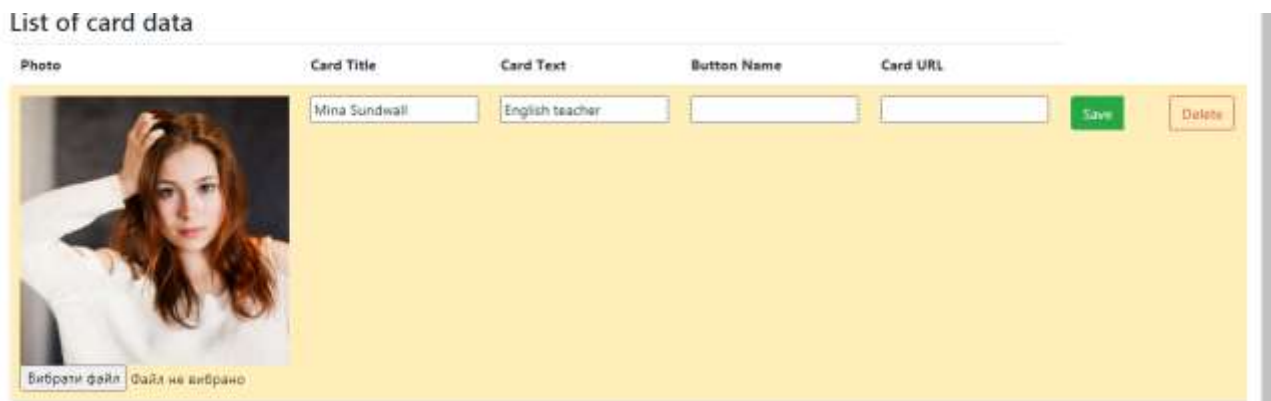 List of card data
Photo Card Title Card Text Button Name Card URL
Mina Sundwall English teacher Save Delete
Вибрати файл Файл не вибрано